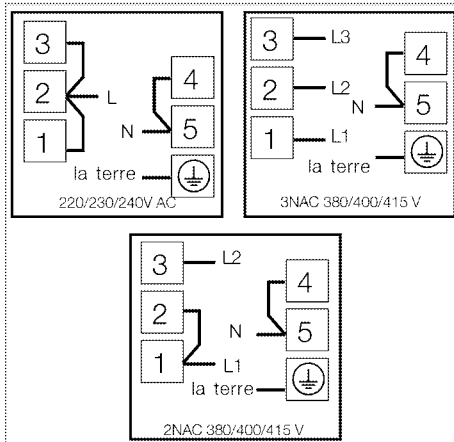 3
2
L
1
4
N
5
la terre
220/230/240V AC
3
L3
2
L2
1
L1
4
N
5
la terre
3NAC 380/400/415 V
3
L2
2
1
L1
4
N
5
la terre
2NAC 380/400/415 V